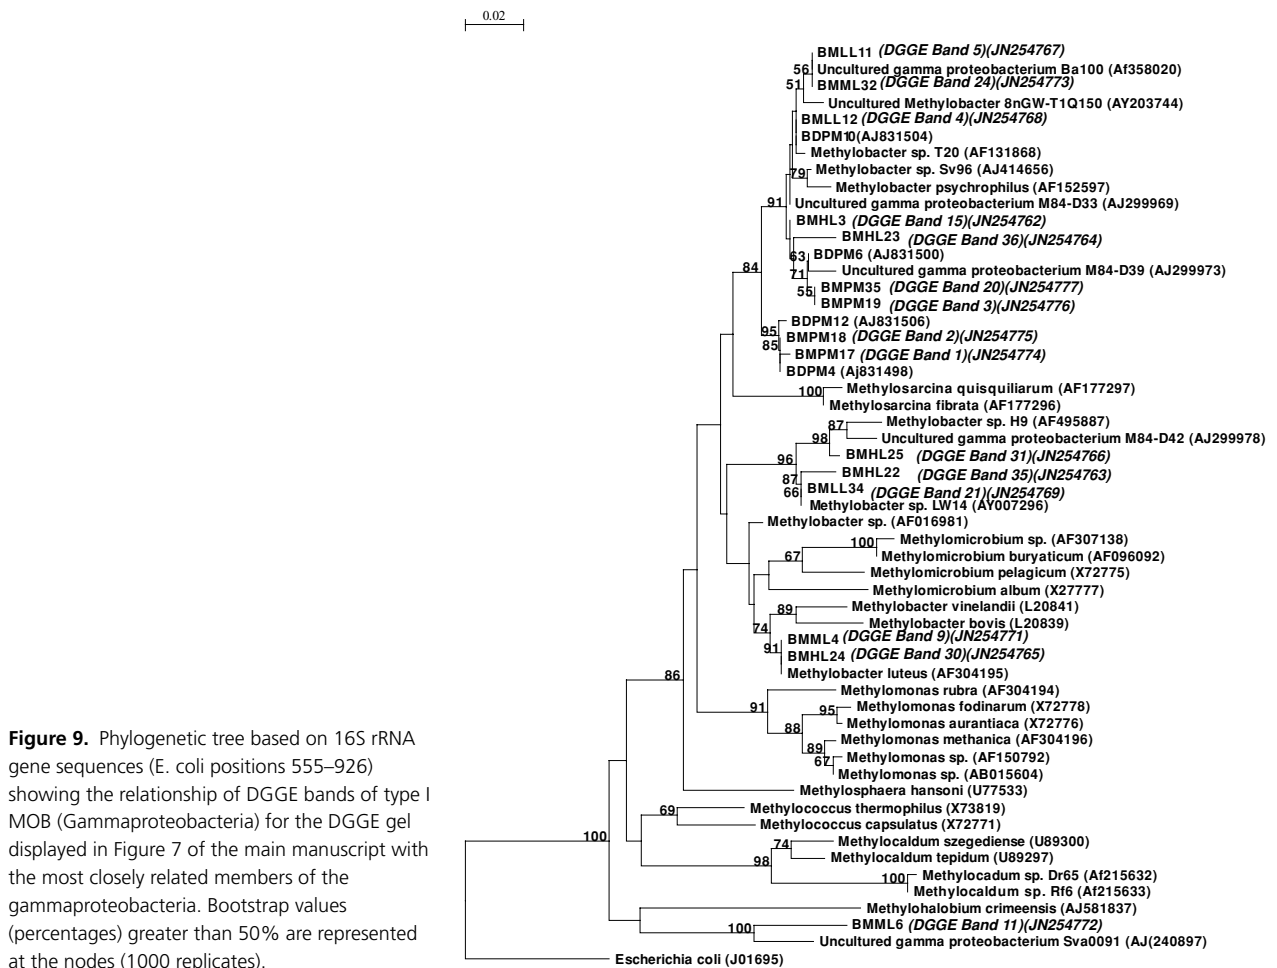 0.02
BMLL11 (DGGE Band 5)(JN254767)
56 Uncultured gamma proteobacterium Ba100 (Af358020)
51 BMML32 (DGGE Band 24)(JN254773)
Uncultured Methylobacter 8nGW-T1Q150 (AY203744)
BMLL12 (DGGE Band 4)(JN254768)
BDPM10(AJ831504)
Methylobacter sp. T20 (AF131868)
79 Methylobacter sp. Sv96 (AJ414656)
Methylobacter psychrophilus (AF152597)
91 Uncultured gamma proteobacterium M84-D33 (AJ299969)
BMHL3 (DGGE Band 15)(JN254762)
BMHL23 (DGGE Band 36)(JN254764)
63 BDPM6 (AJ831500)
84 71 Uncultured gamma proteobacterium M84-D39 (AJ299973)
55 BMPM35 (DGGE Band 20)(JN254777)
BMPM19 (DGGE Band 3)(JN254776)
BDPM12 (AJ831506)
95 BMPM18 (DGGE Band 2)(JN254775)
85 BMPM17 (DGGE Band 1)(JN254774)
BDPM4 (Aj831498)
100 Methylosarcina quisquiliarum (AF177297)
Methylosarcina fibrata (AF177296)
87 Methylobacter sp. H9 (AF495887)
98 Uncultured gamma proteobacterium M84-D42 (AJ299978)
96 BMHL25 (DGGE Band 31)(JN254766)
87 BMHL22 (DGGE Band 35)(JN254763)
66 BMLL34 (DGGE Band 21)(JN254769)
Methylobacter sp. LW14 (AY007296)
Methylobacter sp. (AF016981)
100 Methylomicrobium sp. (AF307138)
67 Methylomicrobium buryaticum (AF096092)
Methylomicrobium pelagicum (X72775)
Methylomicrobium album (X27777)
89 Methylobacter vinelandii (L20841)
74 Methylobacter bovis (L20839)
BMML4 (DGGE Band 9)(JN254771)
91 BMHL24 (DGGE Band 30)(JN254765)
Methylobacter luteus (AF304195)
86 Methylomonas rubra (AF304194)
91 95 Methylomonas fodinarum (X72778)
88 Methylomonas aurantiaca (X72776)
89 Methylomonas methanica (AF304196)
67 Methylomonas sp. (AF150792)
Methylomonas sp. (AB015604)
Methylosphaera hansoni (U77533)
69 Methylococcus thermophilus (X73819)
Methylococcus capsulatus (X72771)
100 74 Methylocaldum szegediense (U89300)
98 Methylocaldum tepidum (U89297)
100 Methylocadum sp. Dr65 (Af215632)
Methylocaldum sp. Rf6 (Af215633)
Methylohalobium crimeensis (AJ581837)
100 BMML6 (DGGE Band 11)(JN254772)
Uncultured gamma proteobacterium Sva0091 (AJ(240897)
Escherichia coli (J01695)
Figure 9. Phylogenetic tree based on 16S rRNA
gene sequences (E. coli positions 555–926)
showing the relationship of DGGE bands of type I
MOB (Gammaproteobacteria) for the DGGE gel
displayed in Figure 7 of the main manuscript with
the most closely related members of the
gammaproteobacteria. Bootstrap values
(percentages) greater than 50% are represented
at the nodes (1000 replicates).